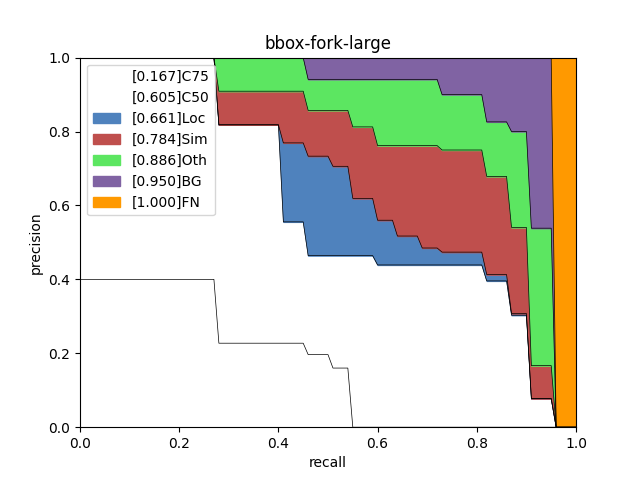 bbox-fork-large
[0.167]C75
[0.605]C50
[0.661]Loc
[0.784]Sim
[0.886]Oth
[0.950]BG
[1.000]FN
precision
1.0
0.8
0.6
0.4
0.2
0.0
0.0 0.2 0.4 0.6 0.8 1.0
recall